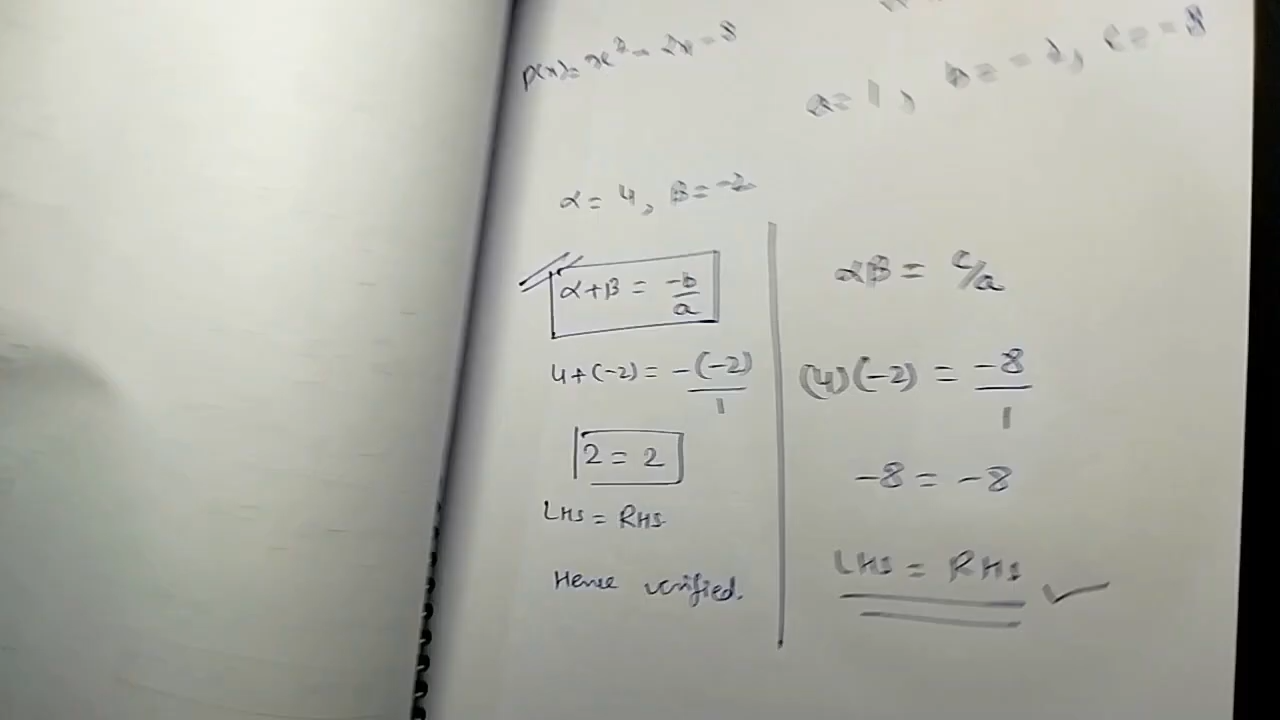 p(x)= x² - 2x - 8
a = 1, b = -2, c = -8
α = 4, β = -2
α+β = -b/a
4+(-2) = -(-2)/1
2 = 2
LHS = RHS
Hense verified.
αβ = c/a
(4)(-2) = -8/1
-8 = -8
LHS = RHS ✓